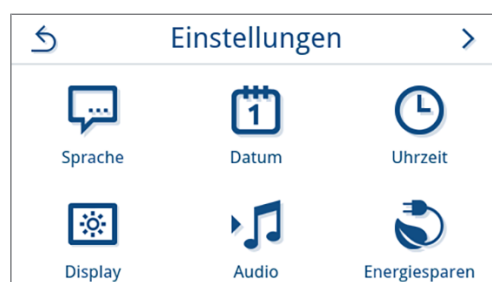 Einstellungen
...
1
Sprache Datum Uhrzeit
Display Audio Energiesparen